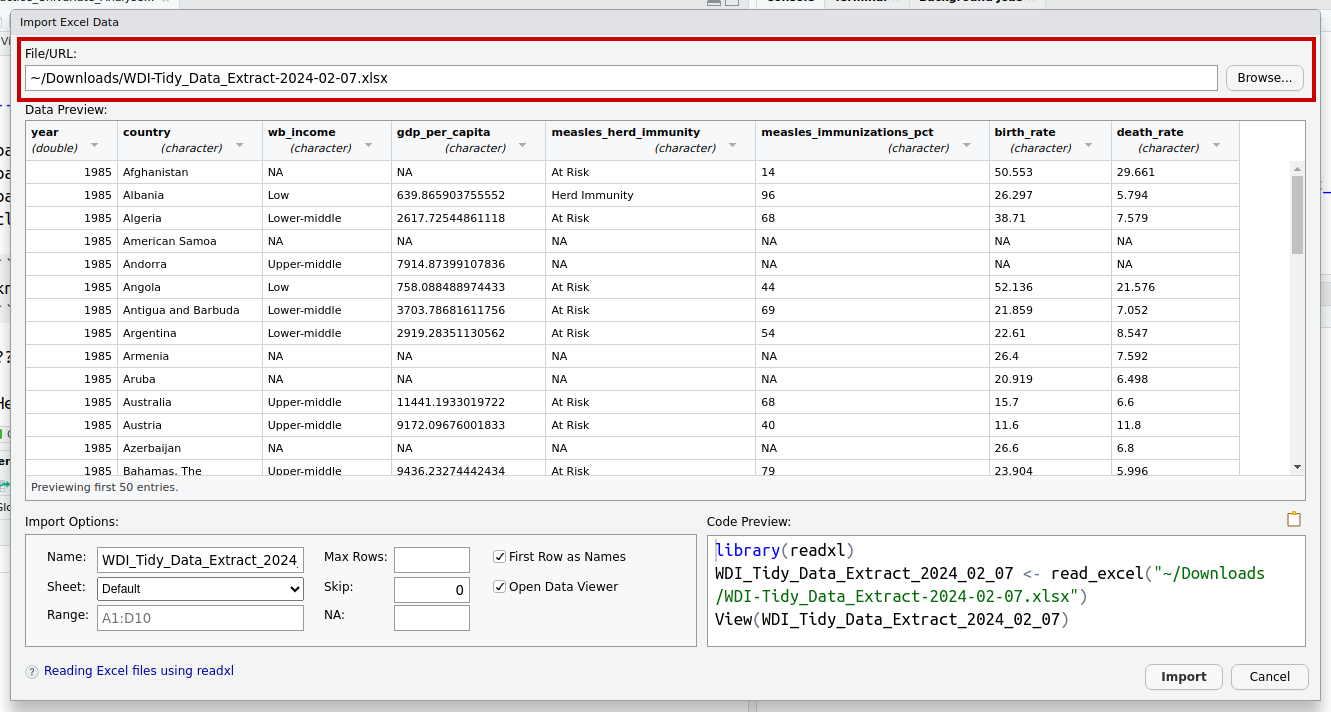 Import Excel Data
File/URL:
~/Downloads/WDI-Tidy_Data_Extract-2024-02-07.xlsx
Browse...
Data Preview:
year country wb_income gdp_per_capita measles_herd_immunity measles_immunizations_pct birth_rate death_rate
(double) (character) (character) (character) (character) (character) (character) (character)
1985 Afghanistan NA NA At Risk 14 50.553 29.661
1985 Albania Low 639.865903755552 Herd Immunity 96 26.297 5.794
1985 Algeria Lower-middle 2617.72544861118 At Risk 68 38.71 7.579
1985 American Samoa NA NA NA NA NA NA
1985 Andorra Upper-middle 7914.87399107836 NA NA NA NA
1985 Angola Low 758.088488974433 At Risk 44 52.136 21.576
1985 Antigua and Barbuda Lower-middle 3703.78681611756 At Risk 69 21.859 7.052
1985 Argentina Lower-middle 2919.28351130562 At Risk 54 22.61 8.547
1985 Armenia NA NA NA NA 26.4 7.592
1985 Aruba NA NA NA NA 20.919 6.498
1985 Australia Upper-middle 11441.1933019722 At Risk 68 15.7 6.6
1985 Austria Upper-middle 9172.09676001833 At Risk 40 11.6 11.8
1985 Azerbaijan NA NA NA NA 26.6 6.8
1985 Bahamas, The Upper-middle 9436.23274442434 At Risk 79 23.904 5.996
Previewing first 50 entries.
Import Options:
Name: WDI_Tidy_Data_Extract_2024_
Max Rows:
First Row as Names
Sheet: Default
Skip: 0
Open Data Viewer
Range: A1:D10
NA:
Code Preview:
library(readxl)
WDI_Tidy_Data_Extract_2024_02_07 <- read_excel("~/Downloads
/WDI-Tidy_Data_Extract-2024-02-07.xlsx")
View(WDI_Tidy_Data_Extract_2024_02_07)
? Reading Excel files using readxl
Import
Cancel